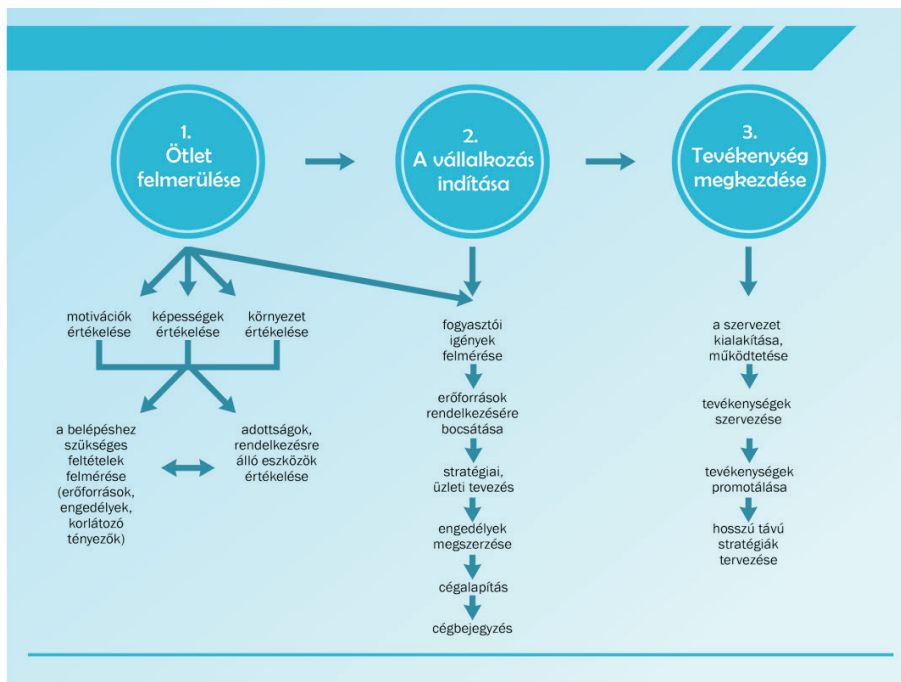 1.
Ötlet
felmerülése
2.
A vállalkozás
indítása
3.
Tevékenység
megkezdése
motivációk
értékelése
képességek
értékelése
környezet
értékelése
a belépéshez
szükséges
feltételek
felmérése
(erőforrások,
engedélyek,
korlátozó
tényezők)
adottságok,
rendelkezésre
álló eszközök
értékelése
fogyasztói
igények
felmérése
erőforrások
rendelkezésére
bocsátása
stratégiai,
üzleti tevezés
engedélyek
megszerzése
cégalapítás
cégbejegyzés
a szervezet
kialakítása,
működtetése
tevékenységek
szervezése
tevékenységek
promotálása
hosszú távú
stratégiák
tervezése